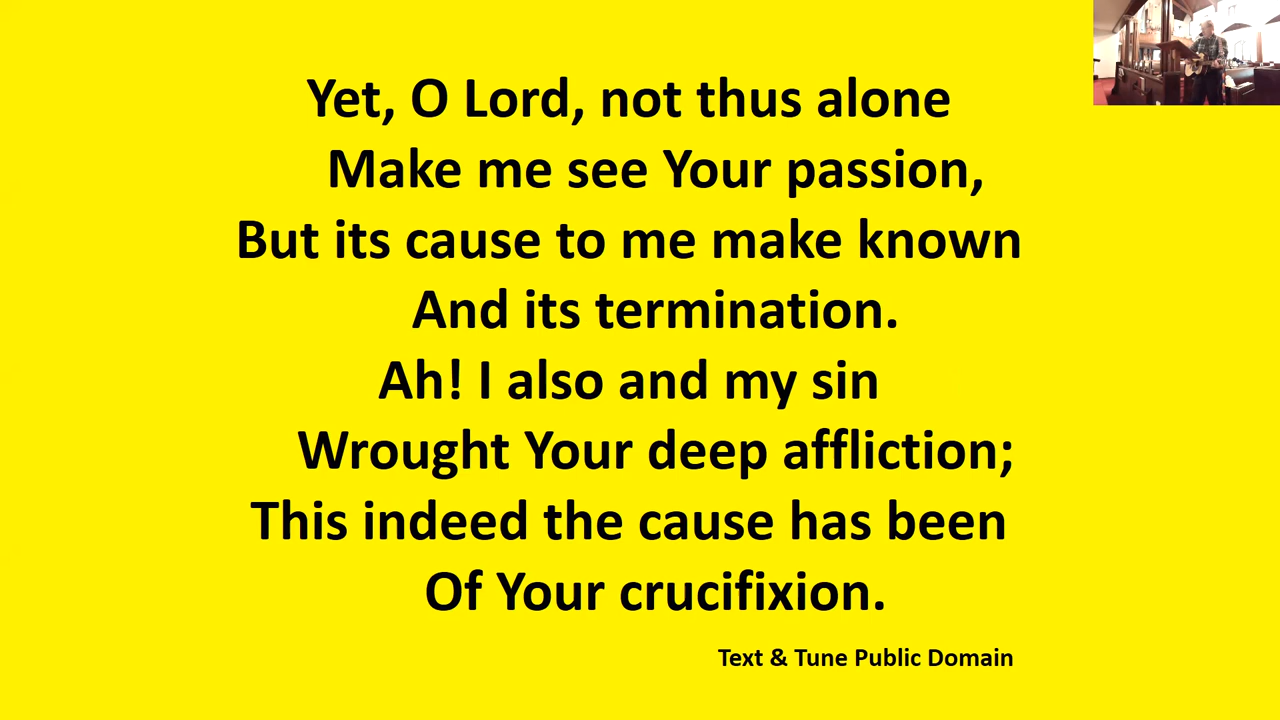 Yet, O Lord, not thus alone
Make me see Your passion,
But its cause to me make known
And its termination.
Ah! I also and my sin
Wrought Your deep affliction;
This indeed the cause has been
Of Your crucifixion.
Text & Tune Public Domain